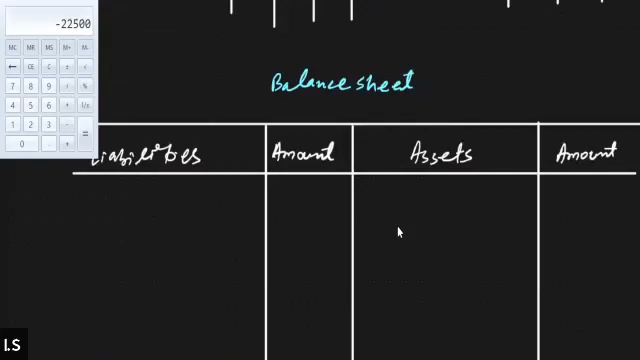 -22500
MC MR MS M+ M-
← CE C ± √
7 8 9 / %
4 5 6 * 1/x
1 2 3 - =
0 . +
Balance sheet
Liabilities Amount Assets Amount
I.S